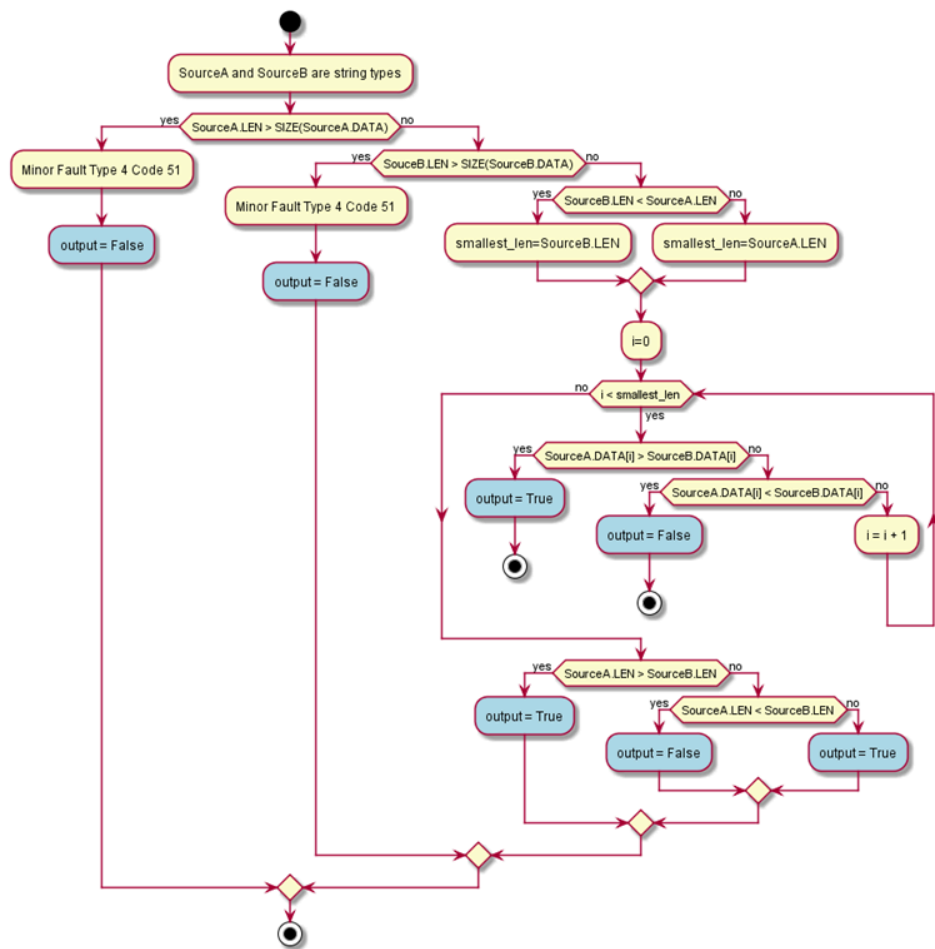 SourceA and SourceB are string types
yes
SourceA.LEN > SIZE(SourceA.DATA)
no
Minor Fault Type 4 Code 51
output = False
yes
SouceB.LEN > SIZE(SourceB.DATA)
no
Minor Fault Type 4 Code 51
output = False
yes
SourceB.LEN < SourceA.LEN
no
smallest_len=SourceB.LEN
smallest_len=SourceA.LEN
i=0
no
i < smallest_len
yes
yes
SourceA.DATA[i] > SourceB.DATA[i]
no
output = True
yes
SourceA.DATA[i] < SourceB.DATA[i]
no
output = False
i = i + 1
yes
SourceA.LEN > SourceB.LEN
no
output = True
yes
SourceA.LEN < SourceB.LEN
no
output = False
output = True